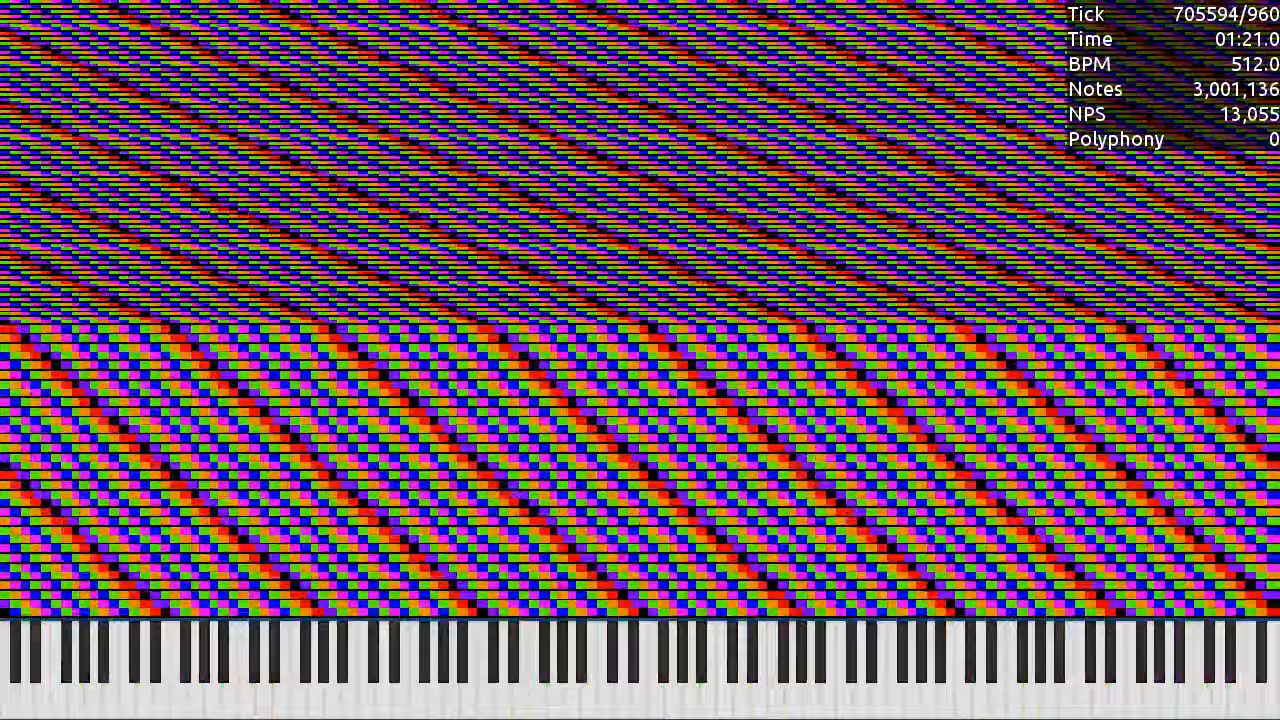 Tick 705594/960
Time 01:21.0
BPM 512.0
Notes 3,001,136
NPS 13,055
Polyphony 0